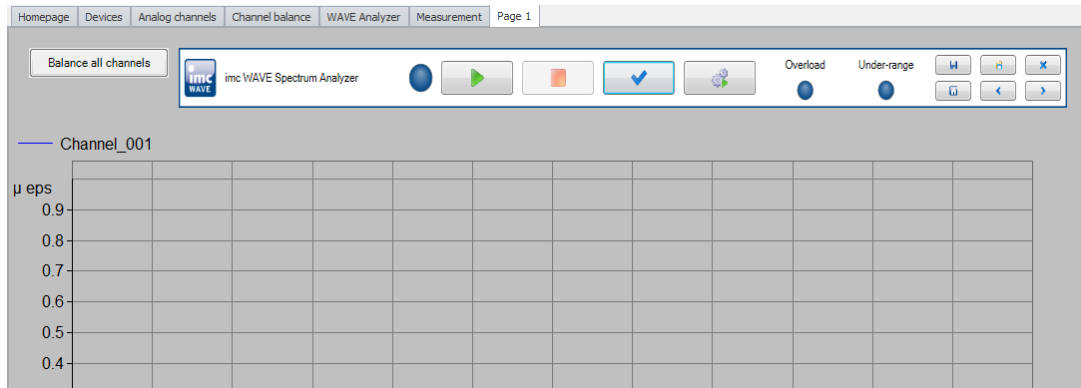 Homepage Devices Analog channels Channel balance WAVE Analyzer Measurement Page 1
Balance all channels
imc WAVE
imc WAVE Spectrum Analyzer
Overload Under-range
Channel_001
µ eps
0.9
0.8
0.7
0.6
0.5
0.4